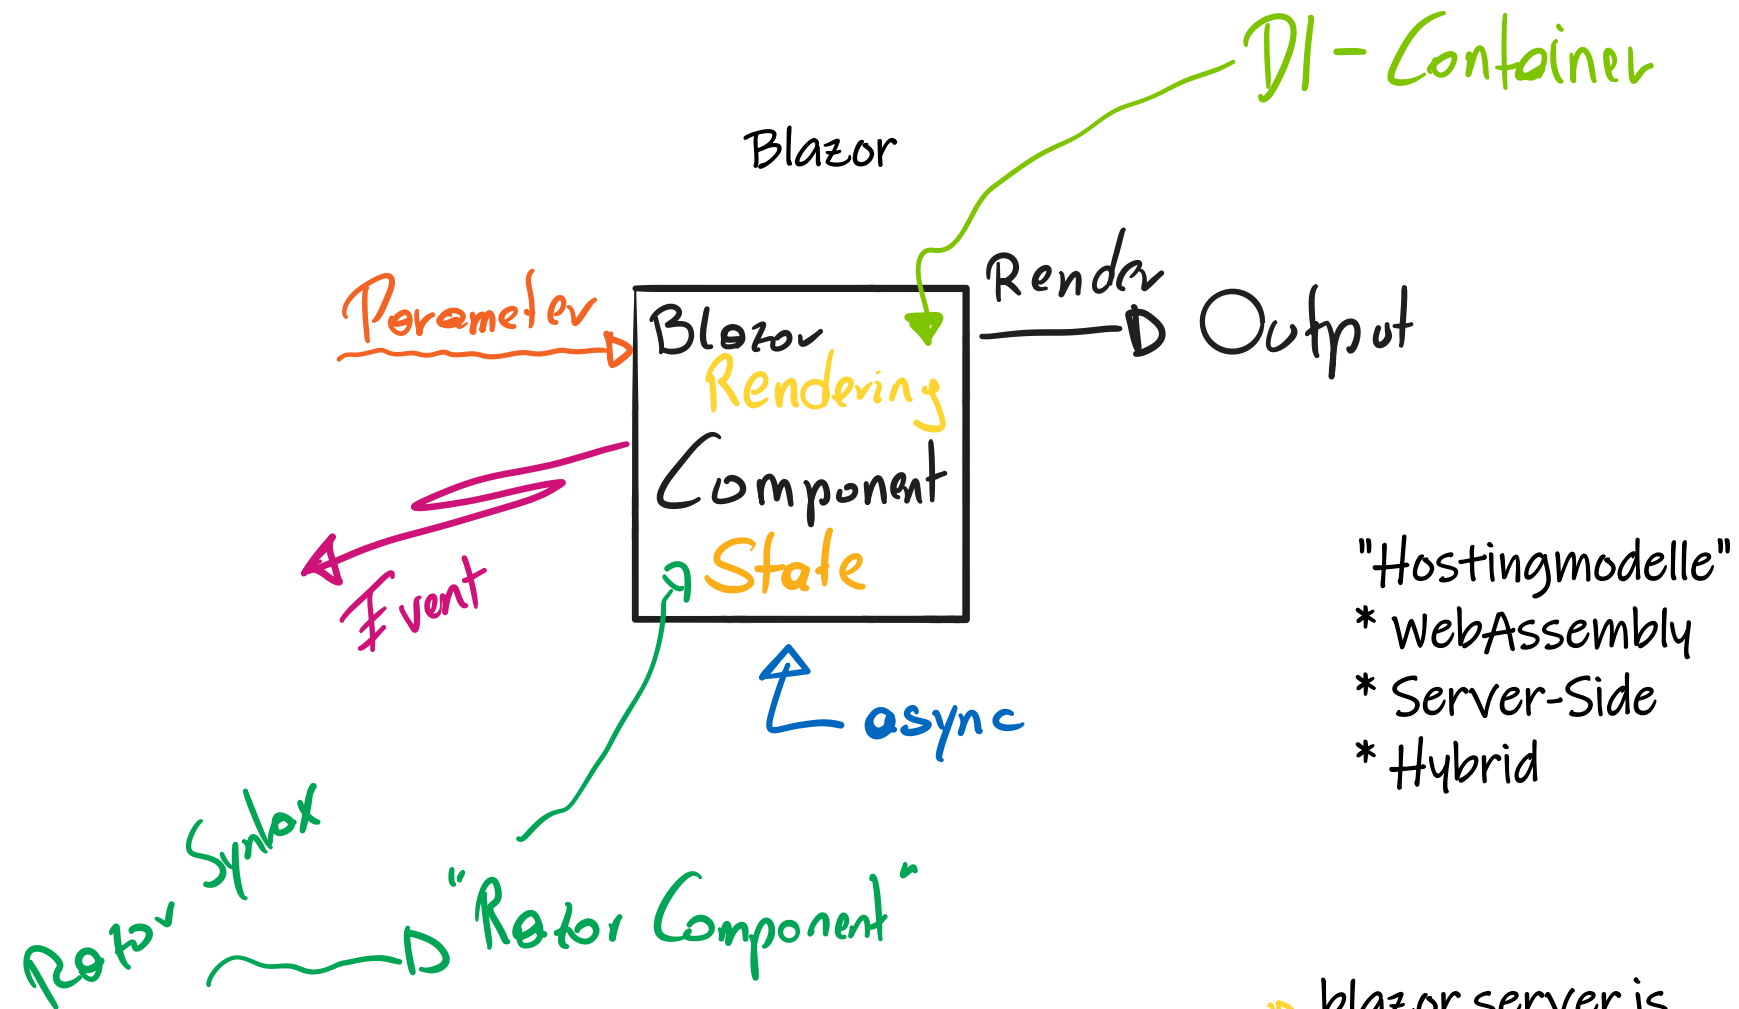 DI-Container
Blazor
Render
Parameter
Blazor
Output
Rendering
Component
State
Event
"Hostingmodelle"
* WebAssembly
* Server-Side
* Hybrid
async
Razor Syntax
"Razor Component"
blazor server is